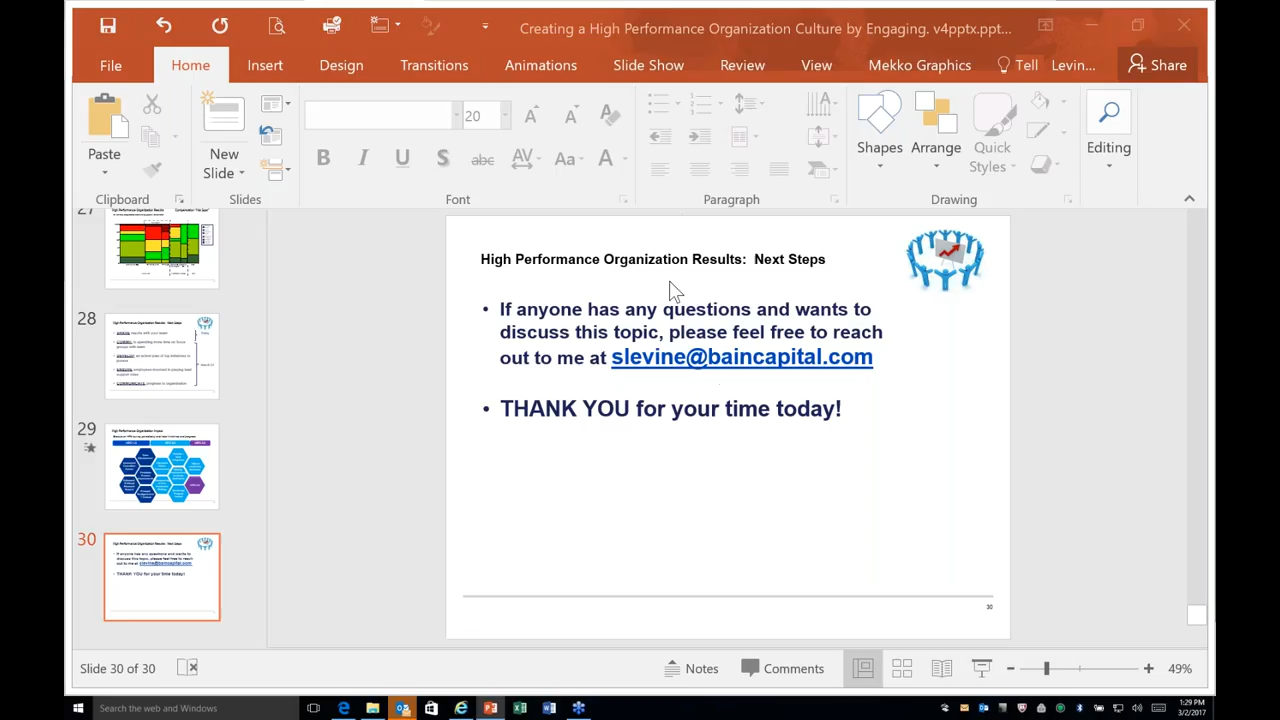 Creating a High Performance Organization Culture by Engaging. v4pptx.ppt...
File Home Insert Design Transitions Animations Slide Show Review View Mekko Graphics Tell Levin... Share
20
Paste
New
Slide
Shapes
Arrange
Quick
Styles
Editing
Clipboard
Slides
Font
Paragraph
Drawing
27
28
29
30
High Performance Organization Results: Next Steps
• If anyone has any questions and wants to
discuss this topic, please feel free to reach
out to me at slevine@baincapital.com
• THANK YOU for your time today!
30
Slide 30 of 30
Notes
Comments
49%
Search the web and Windows
1:29 PM
3/2/2017